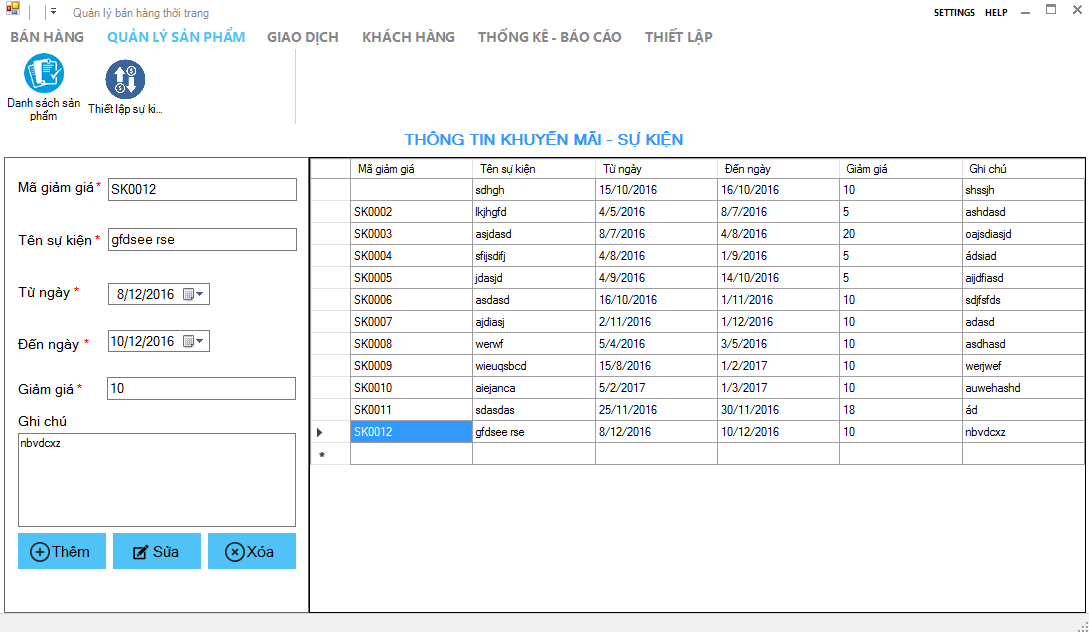 Quản lý bán hàng thời trang
SETTINGS HELP
BÁN HÀNG QUẢN LÝ SẢN PHẨM GIAO DỊCH KHÁCH HÀNG THỐNG KÊ - BÁO CÁO THIẾT LẬP
Danh sách sản phẩm
Thiết lập sự ki...
THÔNG TIN KHUYẾN MÃI - SỰ KIỆN
Mã giảm giá * SK0012
Tên sự kiện * gfdsee rse
Từ ngày * 8/12/2016
Đến ngày * 10/12/2016
Giảm giá * 10
Ghi chú
nbvdcxz
Thêm Sửa Xóa
Mã giảm giá Tên sự kiện Từ ngày Đến ngày Giảm giá Ghi chú
sdhgh 15/10/2016 16/10/2016 10 shssjh
SK0002 lkjhgfd 4/5/2016 8/7/2016 5 ashdasd
SK0003 asjdasd 8/7/2016 4/8/2016 20 oajsdiasjd
SK0004 sfijsdifj 4/8/2016 1/9/2016 5 ádsiad
SK0005 jdasjd 4/9/2016 14/10/2016 5 aijdfiasd
SK0006 asdasd 16/10/2016 1/11/2016 10 sdjfsfds
SK0007 ajdiasj 2/11/2016 1/12/2016 10 adasd
SK0008 werwf 5/4/2016 3/5/2016 10 asdhasd
SK0009 wieuqsbcd 15/8/2016 1/2/2017 10 werjwef
SK0010 aiejanca 5/2/2017 1/3/2017 10 auwehashd
SK0011 sdasdas 25/11/2016 30/11/2016 18 ád
SK0012 gfdsee rse 8/12/2016 10/12/2016 10 nbvdcxz